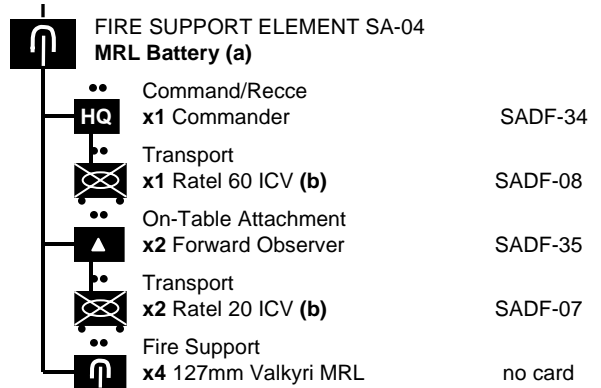 FIRE SUPPORT ELEMENT SA-04
MRL Battery (a)
Command/Recce
HQ x1 Commander SADF-34
Transport
x1 Ratel 60 ICV (b) SADF-08
On-Table Attachment
x2 Forward Observer SADF-35
Transport
x2 Ratel 20 ICV (b) SADF-07
Fire Support
x4 127mm Valkyri MRL no card